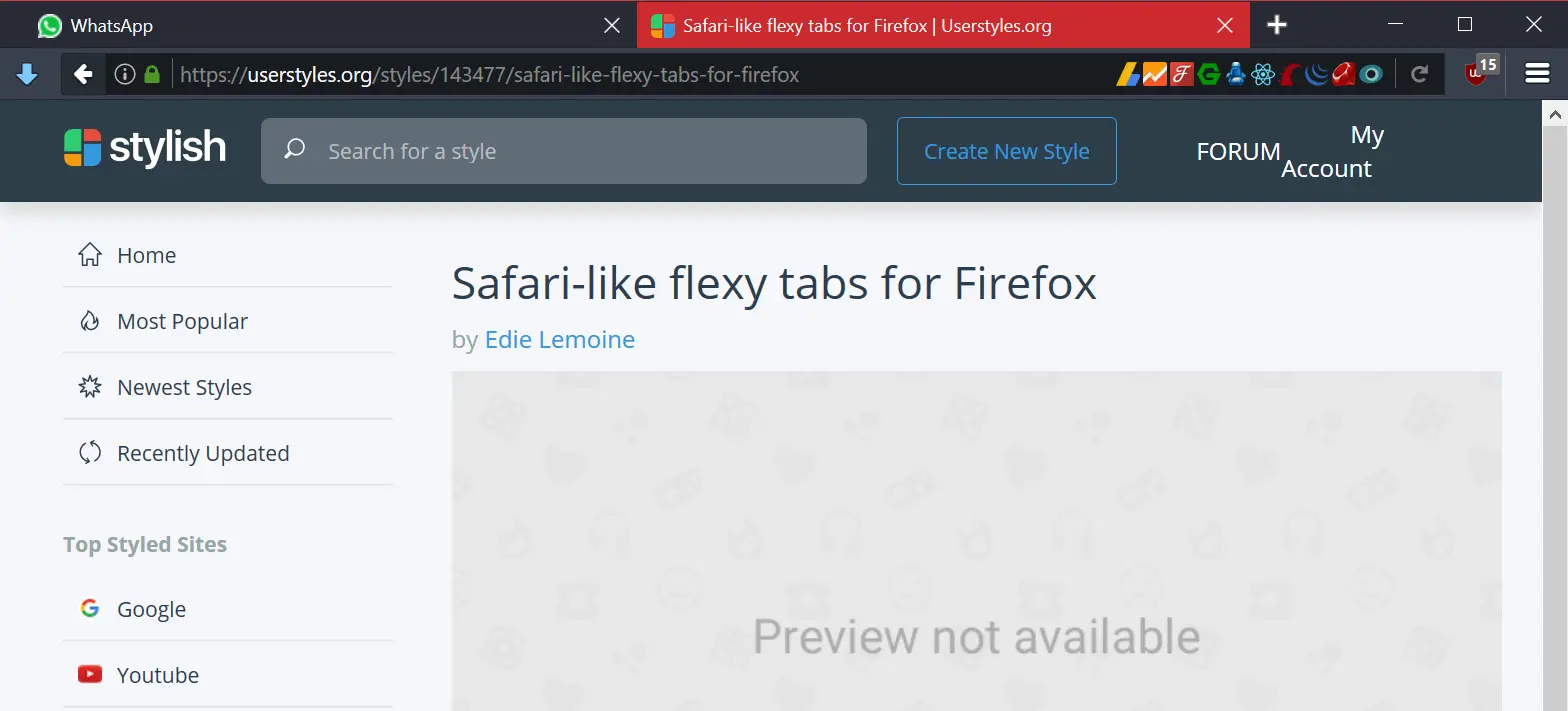 WhatsApp
Safari-like flexy tabs for Firefox | Userstyles.org
https://userstyles.org/styles/143477/safari-like-flexy-tabs-for-firefox
15
stylish
Search for a style
Create New Style
FORUM
My
Account
Home
Most Popular
Newest Styles
Recently Updated
Top Styled Sites
Google
Youtube
Safari-like flexy tabs for Firefox
by Edie Lemoine
Preview not available